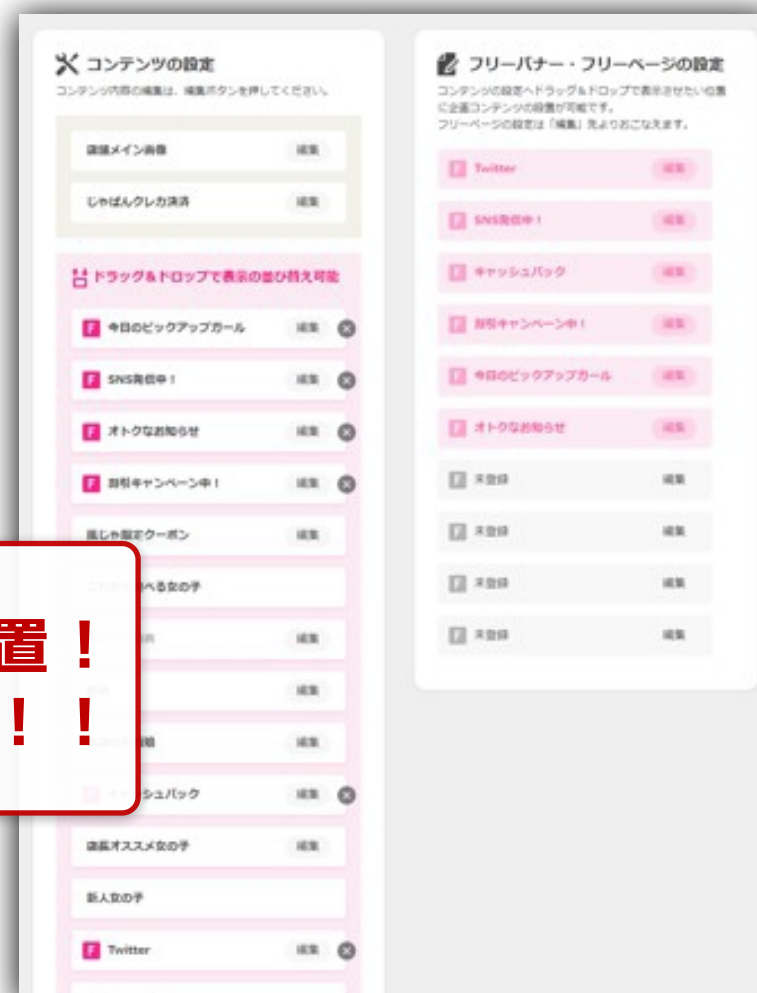 コンテンツの設定
コンテンツ内容の編集は、編集ボタンを押してください。
店舗メイン画像 編集
じゃぱんクレカ決済 編集
ドラッグ&ドロップで表示の並び替え可能
F 今日のピックアップガール 編集
F SNS発信中！ 編集
F オトクなお知らせ 編集
F 割引キャンペーン中！ 編集
風じゃ限定クーポン 編集
べる女の子
編集
編集
編集
シュバック 編集
店長オススメ女の子 編集
新人女の子
F Twitter 編集
置！
！！
フリーバナー・フリーページの設定
コンテンツの設定へドラッグ&ドロップで表示させたい位置
に企画コンテンツの設置が可能です。
フリーページの設定は「編集」先よりおこなえます。
F Twitter 編集
F SNS発信中！ 編集
F キャッシュバック 編集
F 割引キャンペーン中！ 編集
F 今日のピックアップガール 編集
F オトクなお知らせ 編集
F 未登録 編集
F 未登録 編集
F 未登録 編集
F 未登録 編集